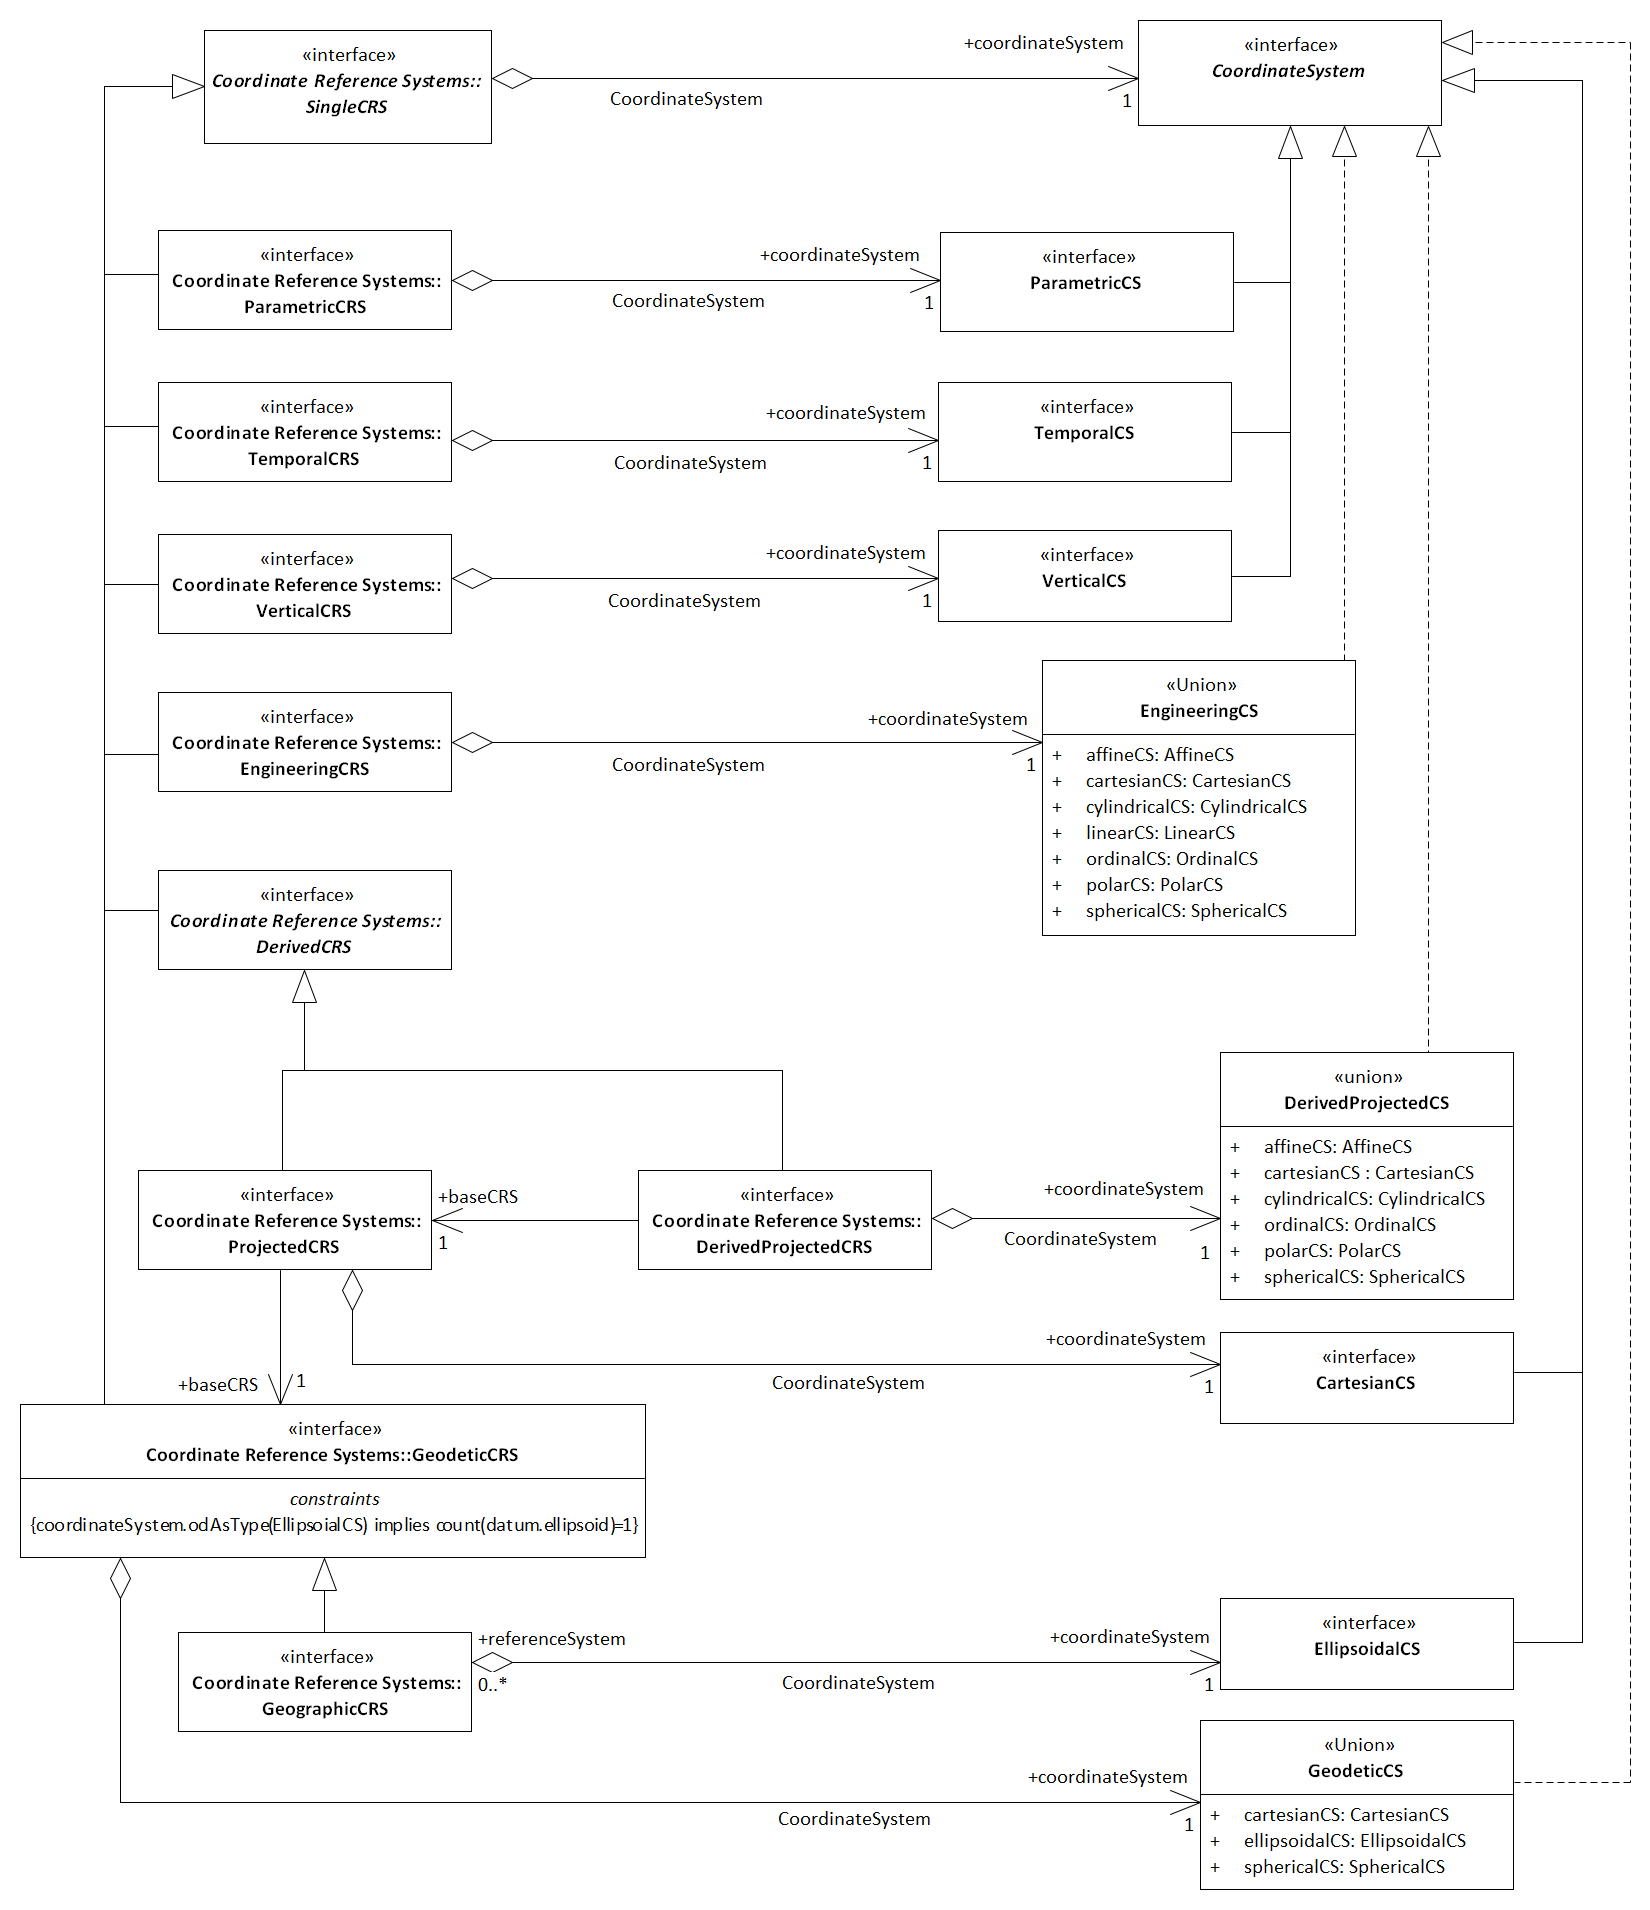 «interface»
Coordinate Reference Systems::
SingleCRS
+coordinateSystem
CoordinateSystem
1
«interface»
CoordinateSystem
«interface»
Coordinate Reference Systems::
ParametricCRS
+coordinateSystem
CoordinateSystem
1
«interface»
ParametricCS
«interface»
Coordinate Reference Systems::
TemporalCRS
+coordinateSystem
CoordinateSystem
1
«interface»
TemporalCS
«interface»
Coordinate Reference Systems::
VerticalCRS
+coordinateSystem
CoordinateSystem
1
«interface»
VerticalCS
«interface»
Coordinate Reference Systems::
EngineeringCRS
+coordinateSystem
CoordinateSystem
1
«Union»
EngineeringCS
+ affineCS: AffineCS
+ cartesianCS: CartesianCS
+ cylindricalCS: CylindricalCS
+ linearCS: LinearCS
+ ordinalCS: OrdinalCS
+ polarCS: PolarCS
+ sphericalCS: SphericalCS
«interface»
Coordinate Reference Systems::
DerivedCRS
«interface»
Coordinate Reference Systems::
ProjectedCRS
+baseCRS
1
«interface»
Coordinate Reference Systems::
DerivedProjectedCRS
+coordinateSystem
CoordinateSystem
1
«union»
DerivedProjectedCS
+ affineCS: AffineCS
+ cartesianCS : CartesianCS
+ cylindricalCS: CylindricalCS
+ ordinalCS: OrdinalCS
+ polarCS: PolarCS
+ sphericalCS: SphericalCS
+coordinateSystem
CoordinateSystem
1
«interface»
CartesianCS
+baseCRS
1
«interface»
Coordinate Reference Systems::GeodeticCRS
constraints
{coordinateSystem.odAsType(EllipsoialCS) implies count(datum.ellipsoid)=1}
«interface»
Coordinate Reference Systems::
GeographicCRS
+referenceSystem
0..*
+coordinateSystem
CoordinateSystem
1
«interface»
EllipsoidalCS
+coordinateSystem
CoordinateSystem
1
«Union»
GeodeticCS
+ cartesianCS: CartesianCS
+ ellipsoidalCS: EllipsoidalCS
+ sphericalCS: SphericalCS